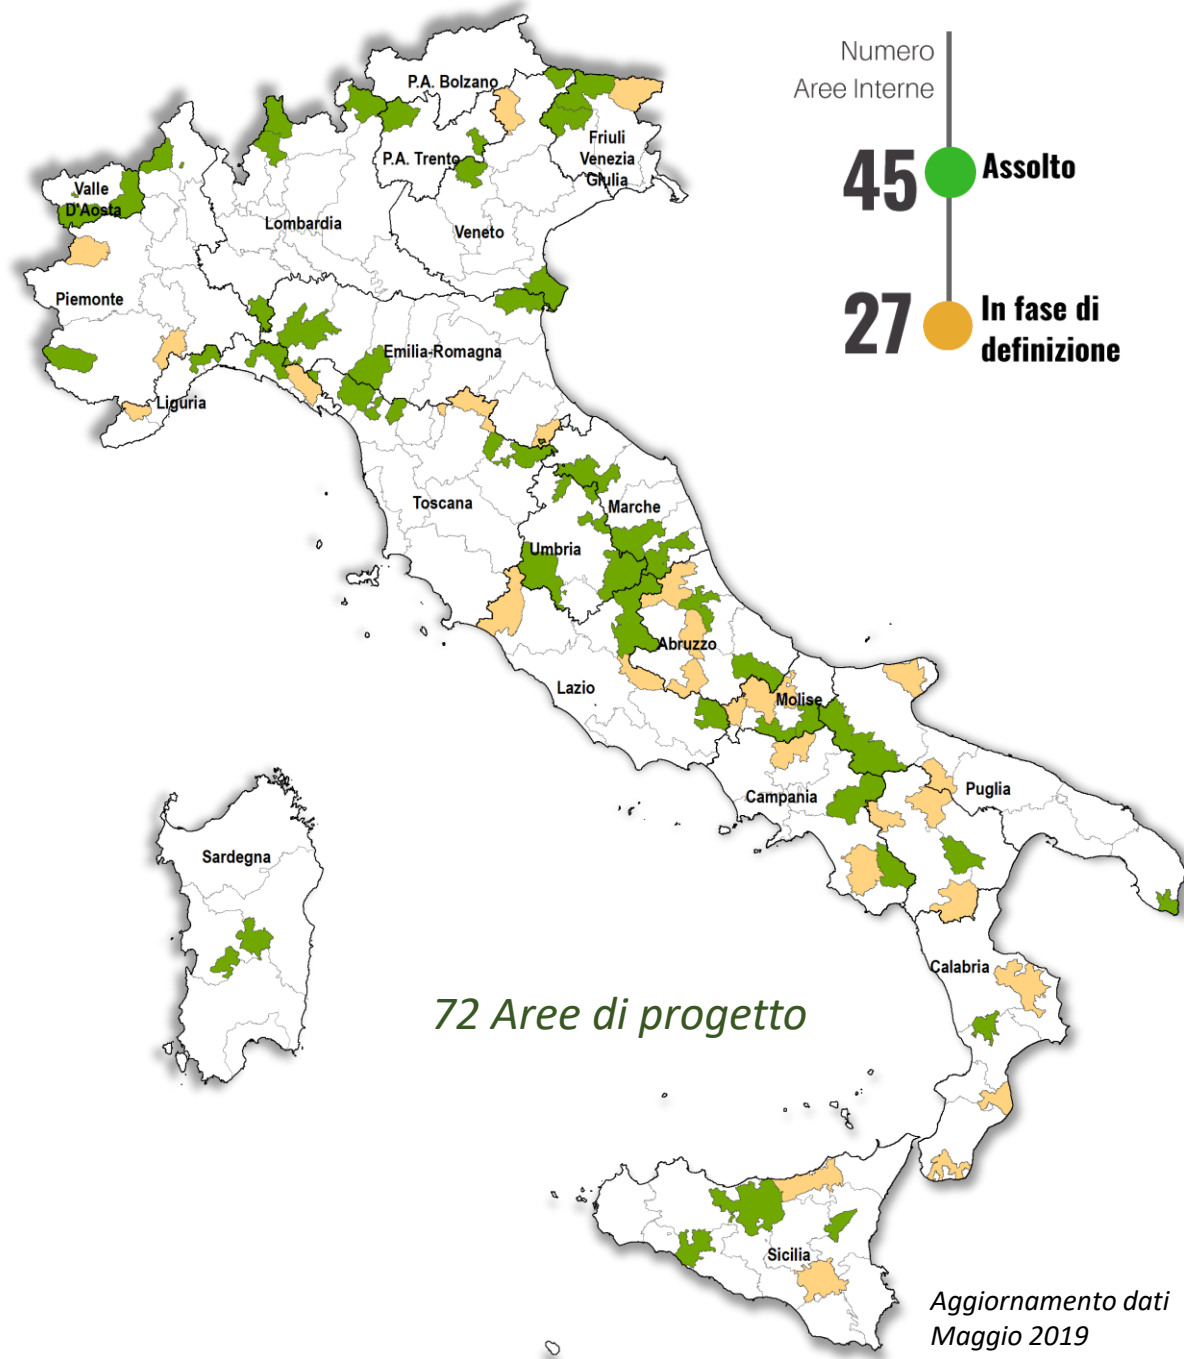 Numero
Aree Interne
45 Assolto
27 In fase di
definizione
P.A. Bolzano
P.A. Trento
Friuli
Venezia
Giulia
Valle
D'Aosta
Lombardia
Veneto
Piemonte
Emilia-Romagna
Liguria
Toscana
Marche
Umbria
Abruzzo
Lazio
Molise
Campania
Puglia
Sardegna
Calabria
72 Aree di progetto
Sicilia
Aggiornamento dati
Maggio 2019